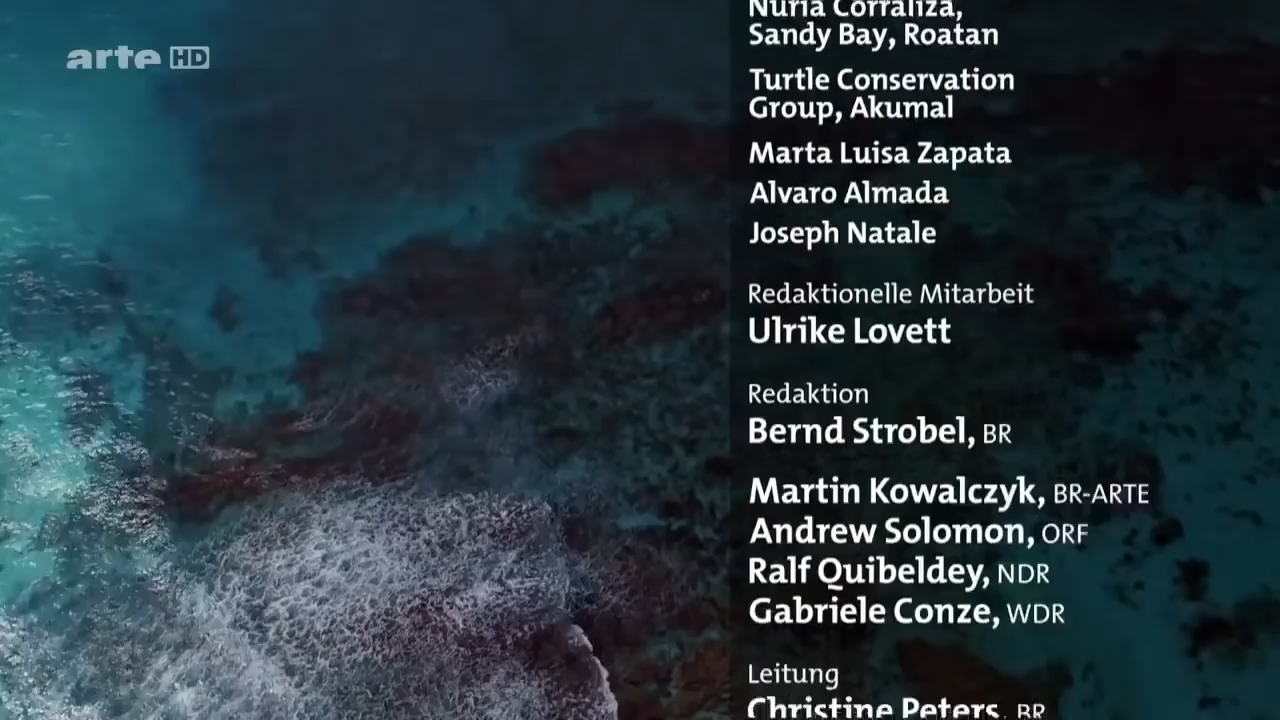 arte HD
Nuria Corraliza,
Sandy Bay, Roatan
Turtle Conservation
Group, Akumal
Marta Luisa Zapata
Alvaro Almada
Joseph Natale
Redaktionelle Mitarbeit
Ulrike Lovett
Redaktion
Bernd Strobel, BR
Martin Kowalczyk, BR-ARTE
Andrew Solomon, ORF
Ralf Quibeldey, NDR
Gabriele Conze, WDR
Leitung
Christine Peters, BR